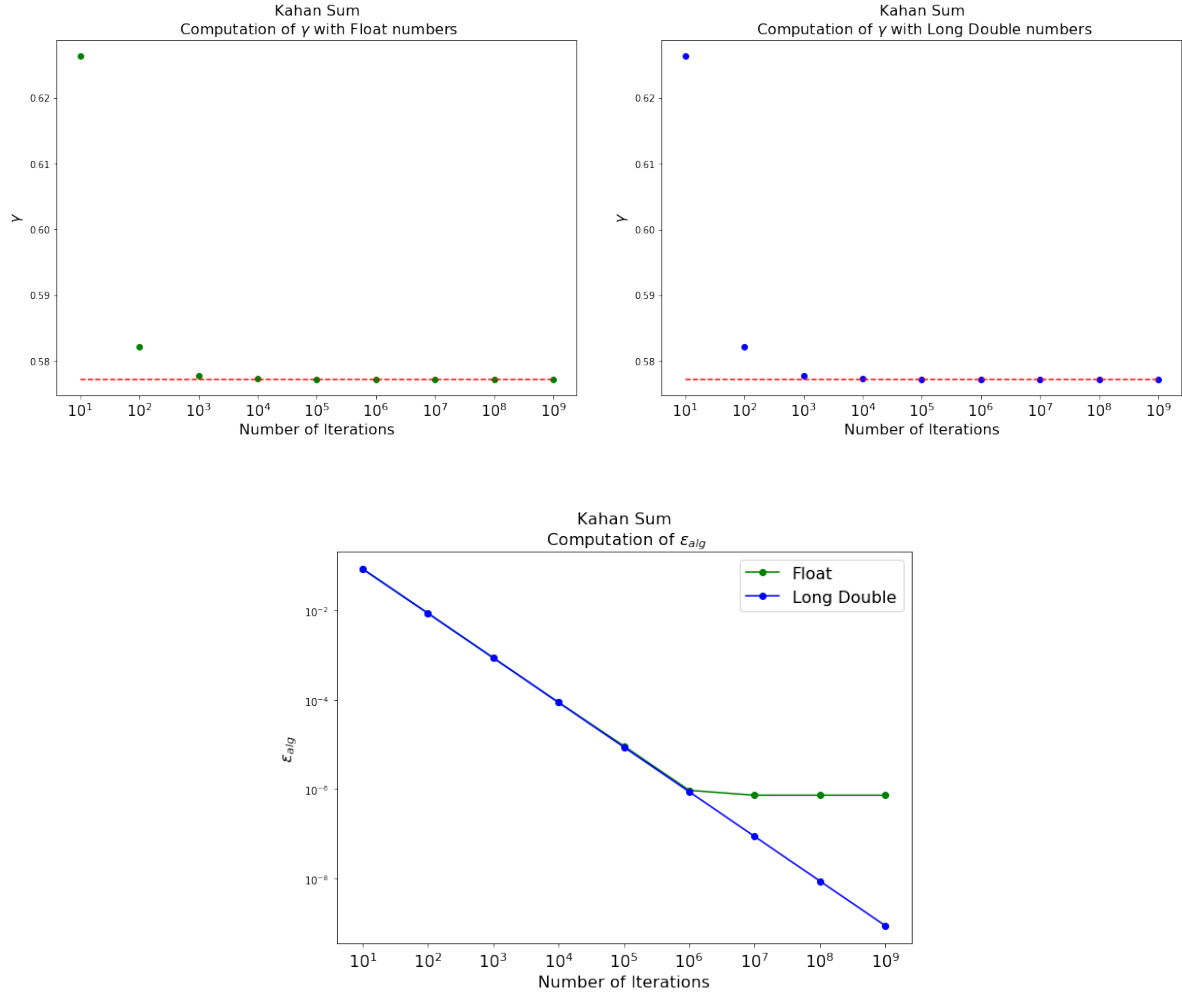 Kahan Sum
Computation of γ with Float numbers
γ
0.62
0.61
0.60
0.59
0.58
10¹ 10² 10³ 10⁴ 10⁵ 10⁶ 10⁷ 10⁸ 10⁹
Number of Iterations
Kahan Sum
Computation of γ with Long Double numbers
γ
0.62
0.61
0.60
0.59
0.58
10¹ 10² 10³ 10⁴ 10⁵ 10⁶ 10⁷ 10⁸ 10⁹
Number of Iterations
Kahan Sum
Computation of ε_alg
Float
Long Double
ε_alg
10⁻²
10⁻⁴
10⁻⁶
10⁻⁸
10¹ 10² 10³ 10⁴ 10⁵ 10⁶ 10⁷ 10⁸ 10⁹
Number of Iterations